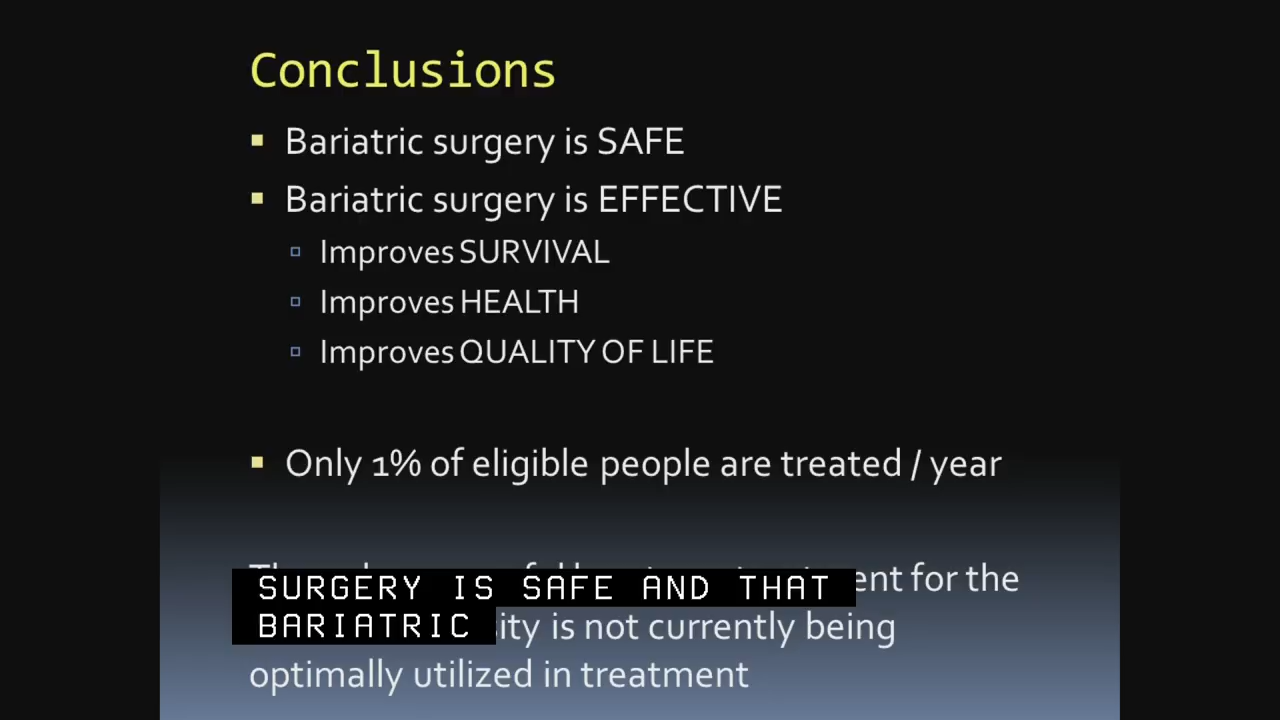 Conclusions
Bariatric surgery is SAFE
Bariatric surgery is EFFECTIVE
Improves SURVIVAL
Improves HEALTH
Improves QUALITY OF LIFE
Only 1% of eligible people are treated / year
for the
SURGERY IS SAFE AND THAT
BARIATRIC
is not currently being
optimally utilized in treatment